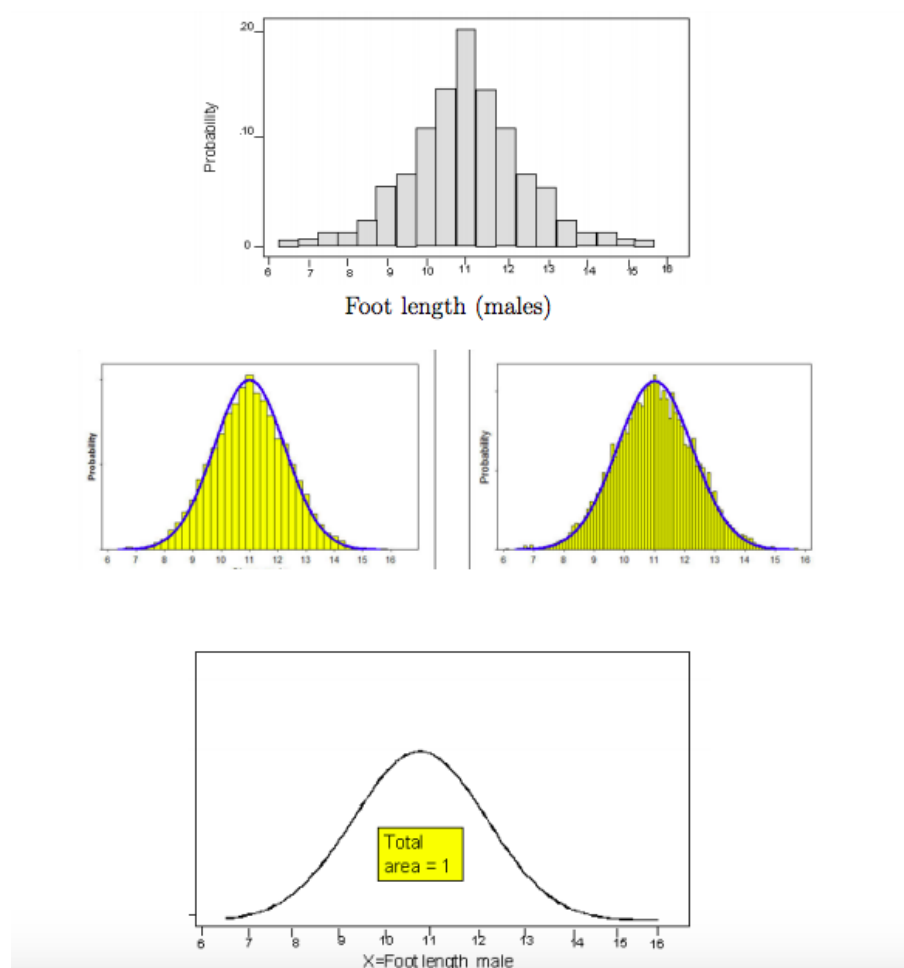 .20
Probability
.10
0
6 7 8 9 10 11 12 13 14 15 16
Foot length (males)
Probability
6 7 8 9 10 11 12 13 14 15 16
Probability
6 7 8 9 10 11 12 13 14 15 16
Total
area = 1
6 7 8 9 10 11 12 13 14 15 16
X=Foot length male